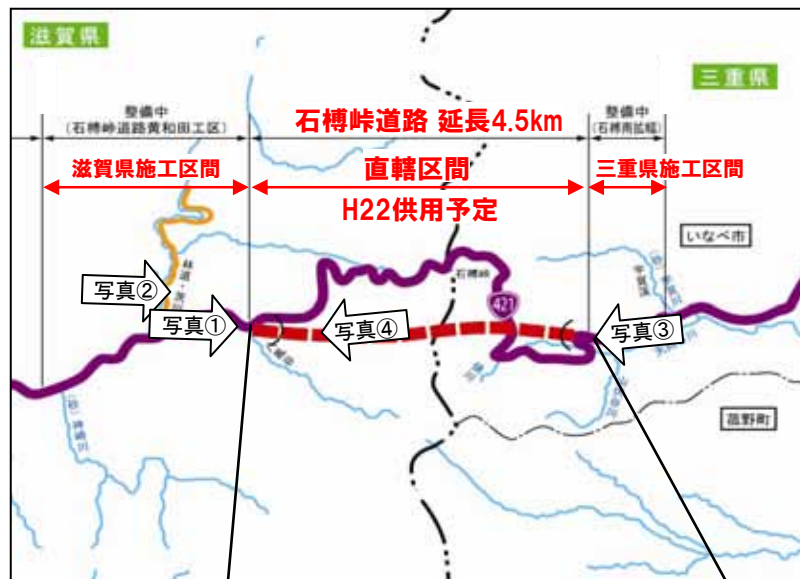 滋賀県
三重県
整備中
(石榑峠道路黄和田工区)
石榑峠道路 延長4.5km
整備中
(石榑南拡幅)
滋賀県施工区間
直轄区間
三重県施工区間
H22供用予定
いなべ市
石榑峠
421
写真②
写真①
写真④
写真③
菰野町